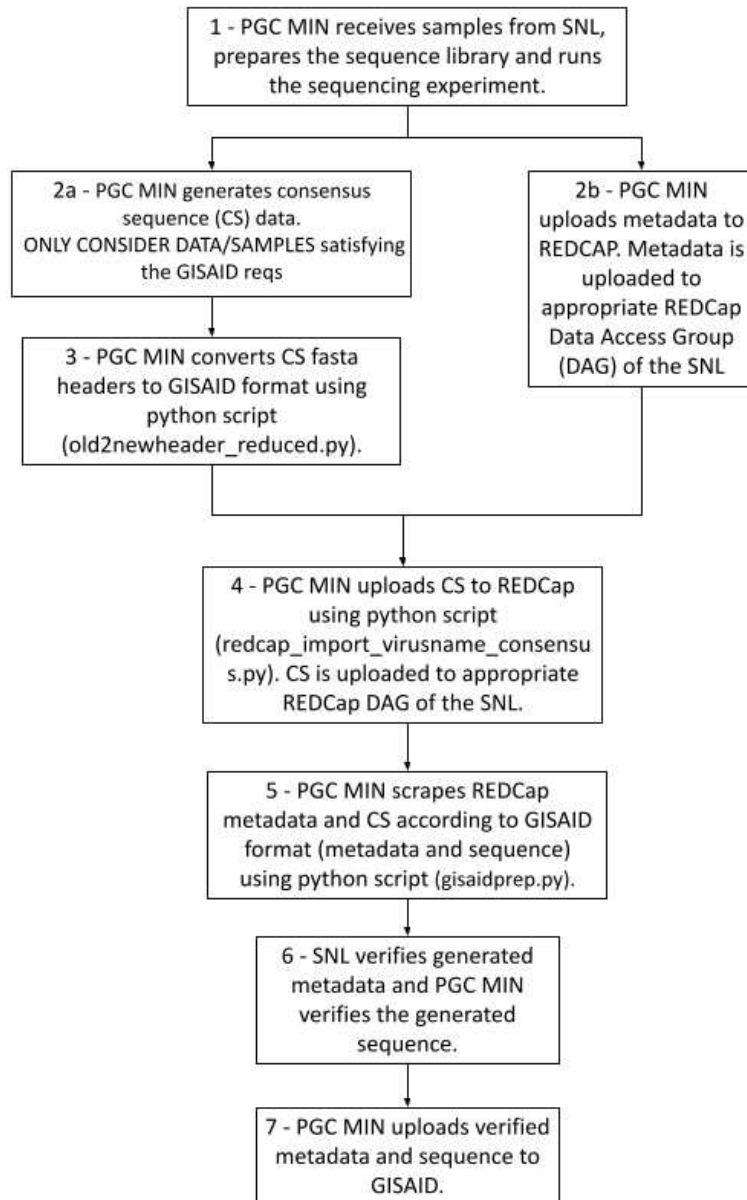 1 - PGC MIN receives samples from SNL,
prepares the sequence library and runs
the sequencing experiment.
2a - PGC MIN generates consensus
sequence (CS) data.
ONLY CONSIDER DATA/SAMPLES satisfying
the GISAID reqs
2b - PGC MIN
uploads metadata to
REDCAP. Metadata is
uploaded to
appropriate REDCap
Data Access Group
(DAG) of the SNL
3 - PGC MIN converts CS fasta
headers to GISAID format using
python script
(old2newheader_reduced.py).
4 - PGC MIN uploads CS to REDCap
using python script
(redcap_import_virusname_consensu
s.py). CS is uploaded to appropriate
REDCap DAG of the SNL.
5 - PGC MIN scrapes REDCap
metadata and CS according to GISAID
format (metadata and sequence)
using python script (gisaidprep.py).
6 - SNL verifies generated
metadata and PGC MIN
verifies the generated
sequence.
7 - PGC MIN uploads verified
metadata and sequence to
GISAID.